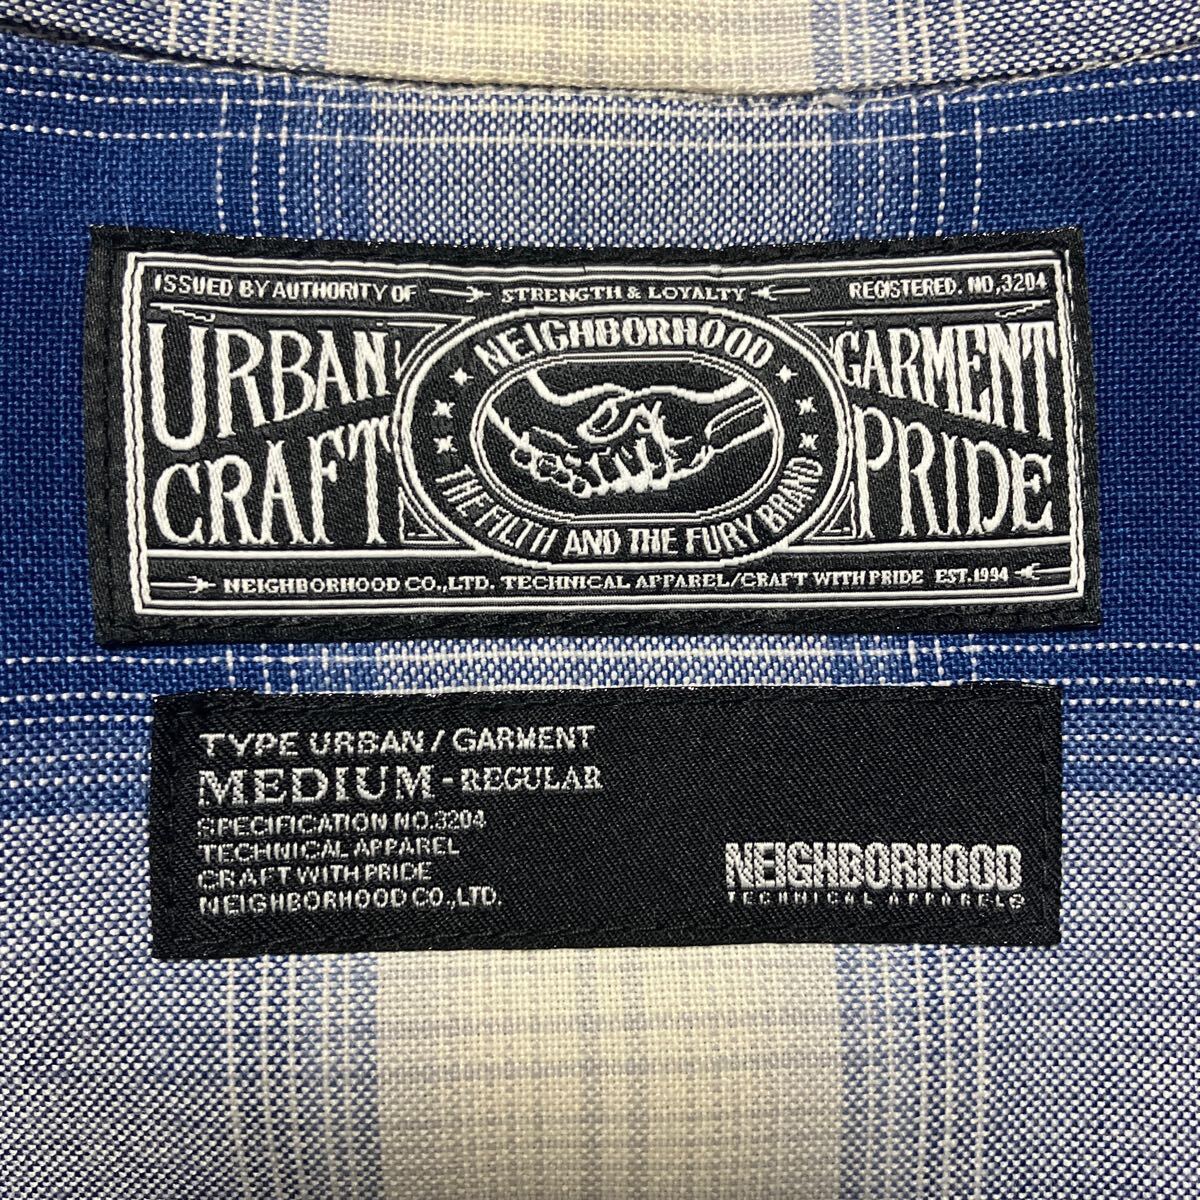 ISSUED BY AUTHORITY OF STRENGTH & LOYALTY REGISTERED. NO,3204
URBAN CRAFT
NEIGHBORHOOD
THE FILTH AND THE FURY BRAND
GARMENT PRIDE
NEIGHBORHOOD CO.,LTD. TECHNICAL APPAREL/CRAFT WITH PRIDE EST.1994
TYPE URBAN / GARMENT
MEDIUM - REGULAR
SPECIFICATION NO.3204
TECHNICAL APPAREL
CRAFT WITH PRIDE
NEIGHBORHOOD CO.,LTD.
NEIGHBORHOOD
TECHNICAL APPAREL®